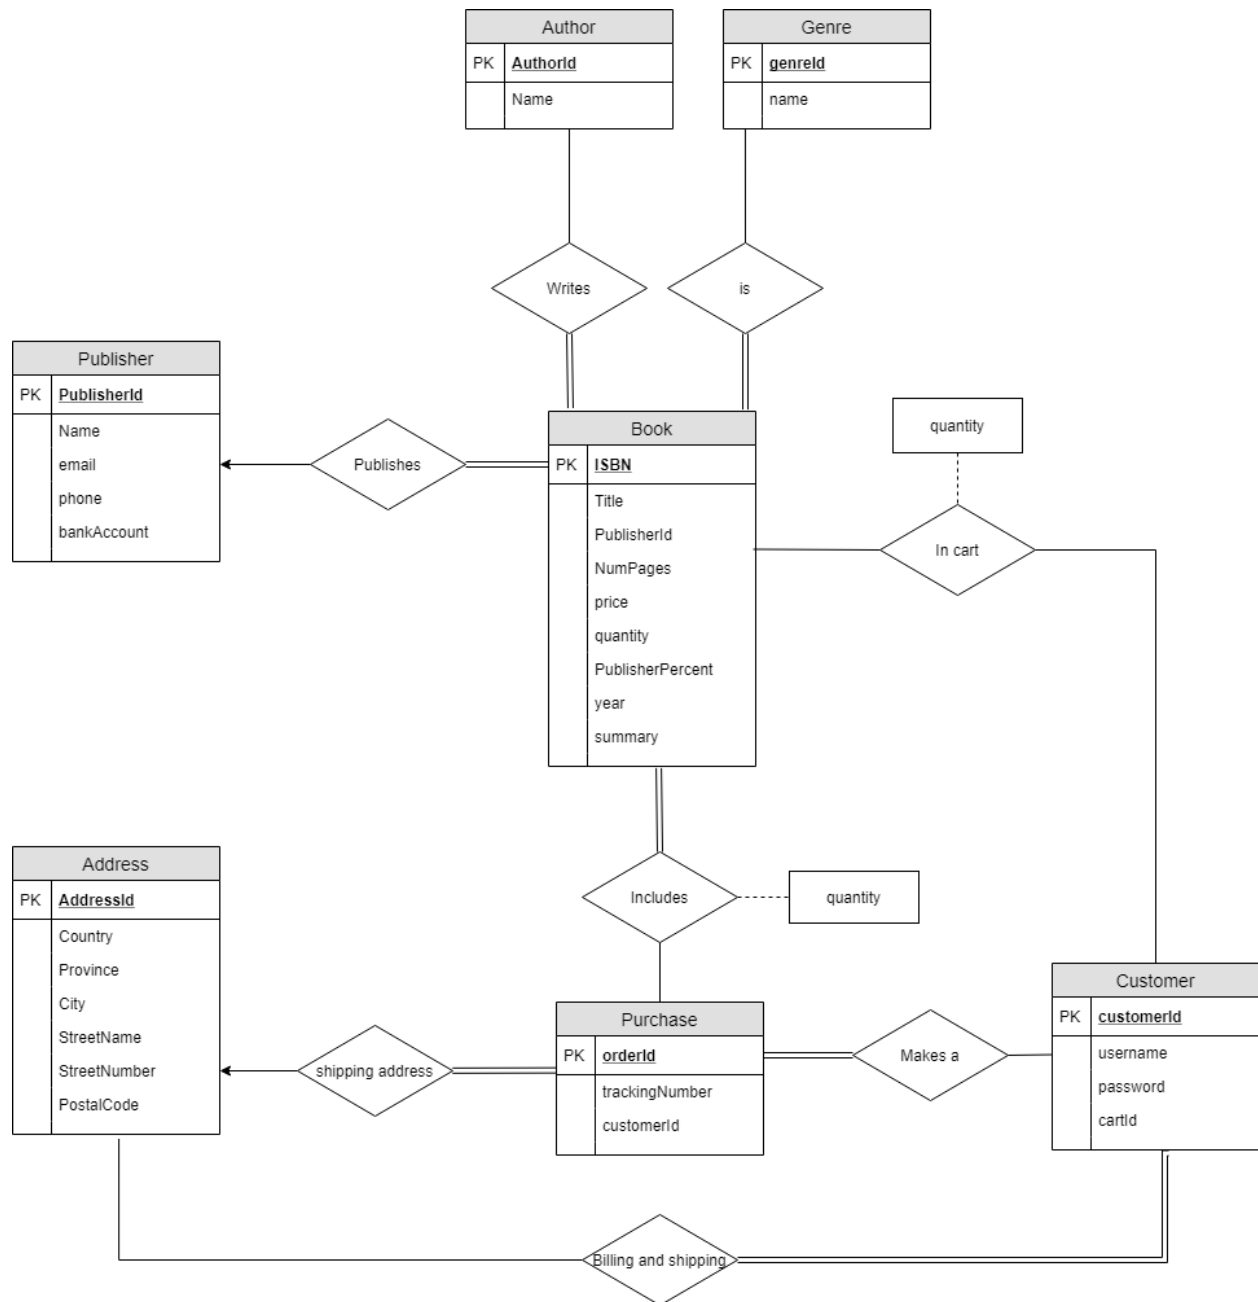 Author
PK AuthorId
Name
Genre
PK genreId
name
Writes
is
Publisher
PK PublisherId
Name
email
phone
bankAccount
Publishes
Book
PK ISBN
Title
PublisherId
NumPages
price
quantity
PublisherPercent
year
summary
quantity
In cart
Includes
quantity
Address
PK AddressId
Country
Province
City
StreetName
StreetNumber
PostalCode
shipping address
Purchase
PK orderId
trackingNumber
customerId
Makes a
Customer
PK customerId
username
password
cartId
Billing and shipping